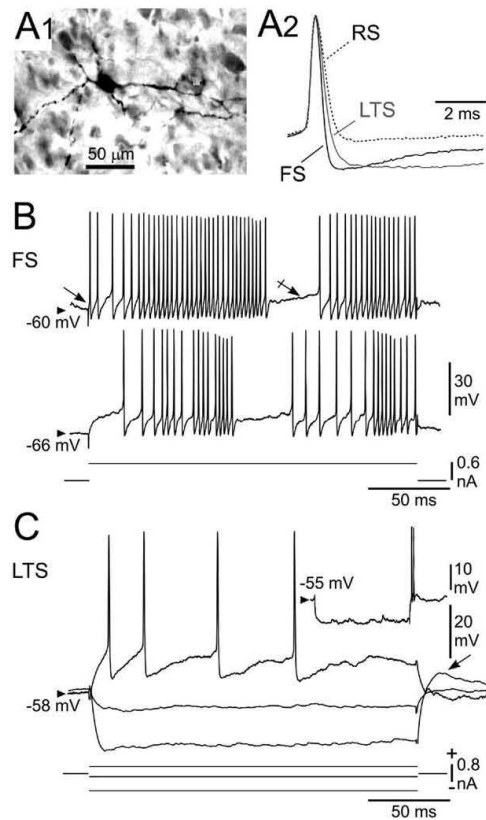 A1
A2
RS
LTS
2 ms
FS
50 μm
B
FS
-60 mV
30
mV
-66 mV
0.6
nA
50 ms
C
LTS
-55 mV
10
mV
20
mV
-58 mV
+
0.8
-
nA
50 ms